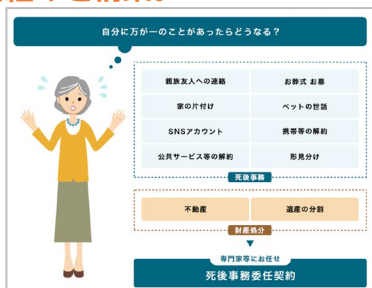 自分に万が一のことがあったらどうなる？
親族友人への連絡
お葬式 お墓
家の片付け
ペットの世話
SNSアカウント
携帯等の解約
公共サービス等の解約
形見分け
死後事務
不動産
遺産の分割
財産処分
専門家等にお任せ
死後事務委任契約